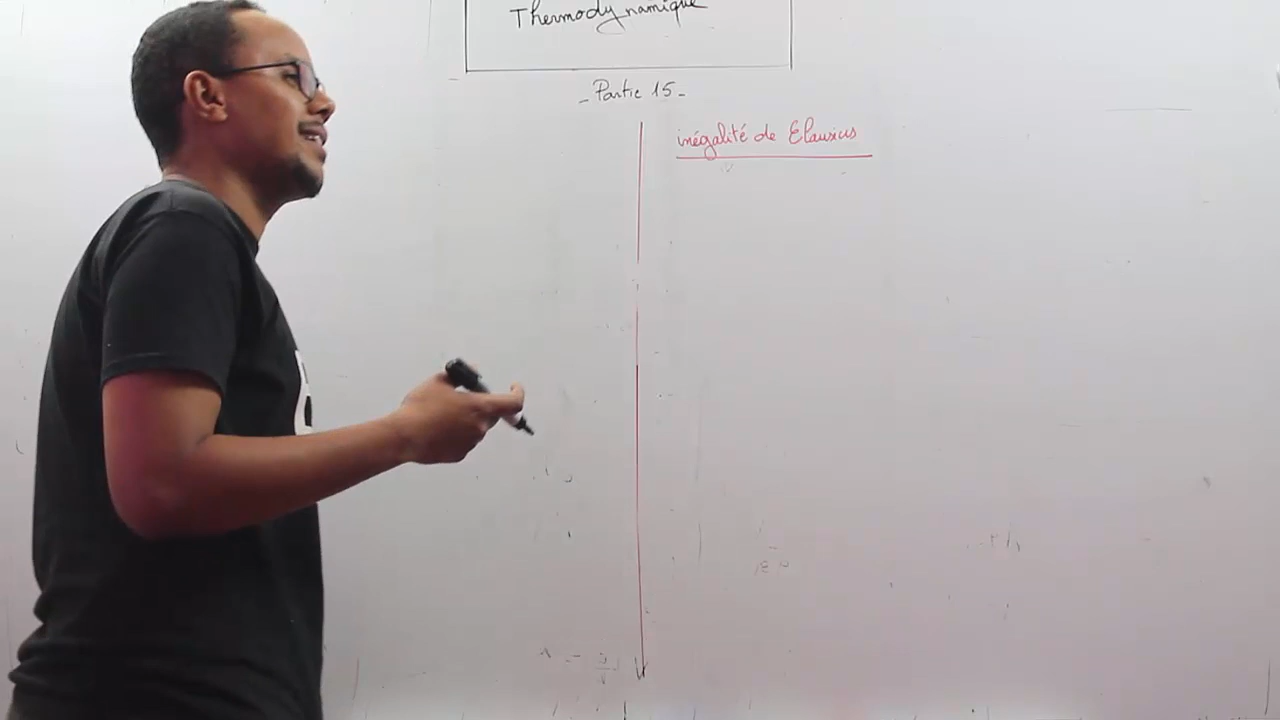 Thermodynamique
- Partie 15 -
inégalité de Clausius